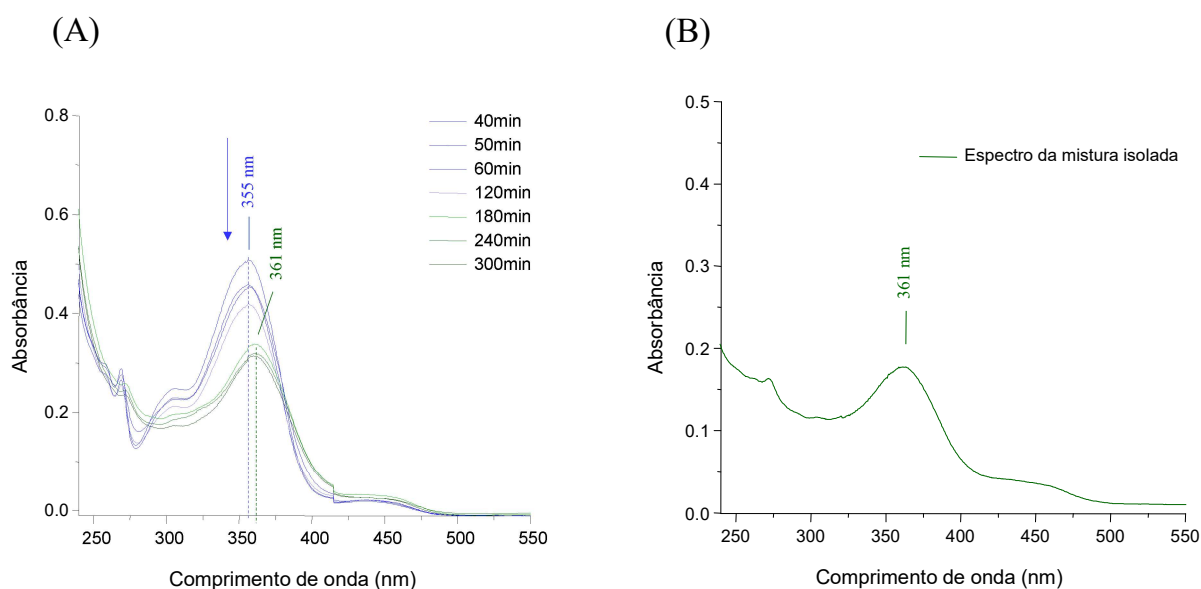 (A)
Absorbância
0.8
0.6
0.4
0.2
0.0
355 nm
361 nm
40min
50min
60min
120min
180min
240min
300min
250
300
350
400
450
500
550
Comprimento de onda (nm)
(B)
Absorbância
0.5
0.4
0.3
0.2
0.1
0.0
361 nm
Espectro da mistura isolada
250
300
350
400
450
500
550
Comprimento de onda (nm)